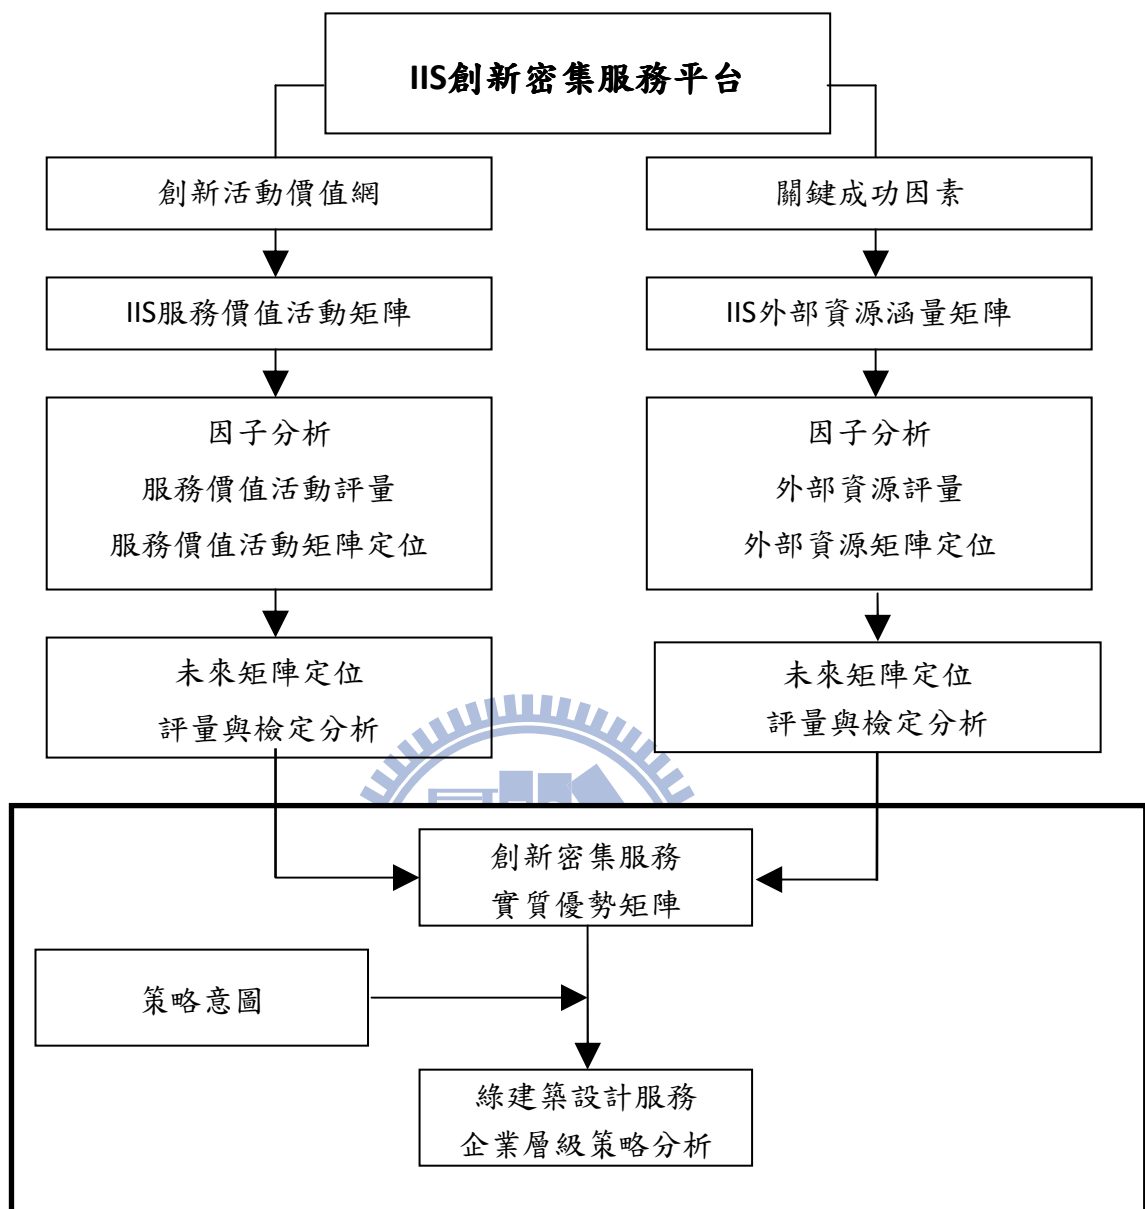 IIS創新密集服務平台
創新活動價值網
關鍵成功因素
IIS服務價值活動矩陣
IIS外部資源涵量矩陣
因子分析
服務價值活動評量
服務價值活動矩陣定位
因子分析
外部資源評量
外部資源矩陣定位
未來矩陣定位
評量與檢定分析
未來矩陣定位
評量與檢定分析
創新密集服務
實質優勢矩陣
策略意圖
綠建築設計服務
企業層級策略分析